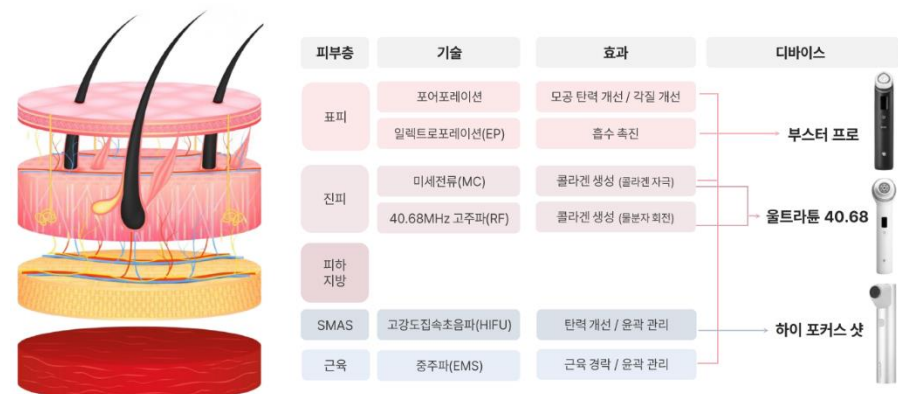 피부층 기술 효과 디바이스
표피
포어포레이션 모공 탄력 개선 / 각질 개선
일렉트로포레이션(EP) 흡수 촉진
부스터 프로
진피
미세전류(MC) 콜라겐 생성 (콜라겐 자극)
40.68MHz 고주파(RF) 콜라겐 생성 (물분자 회전)
울트라튠 40.68
피하
지방
SMAS 고강도집속초음파(HIFU) 탄력 개선 / 윤곽 관리
하이 포커스 샷
근육 중주파(EMS) 근육 경락 / 윤곽 관리